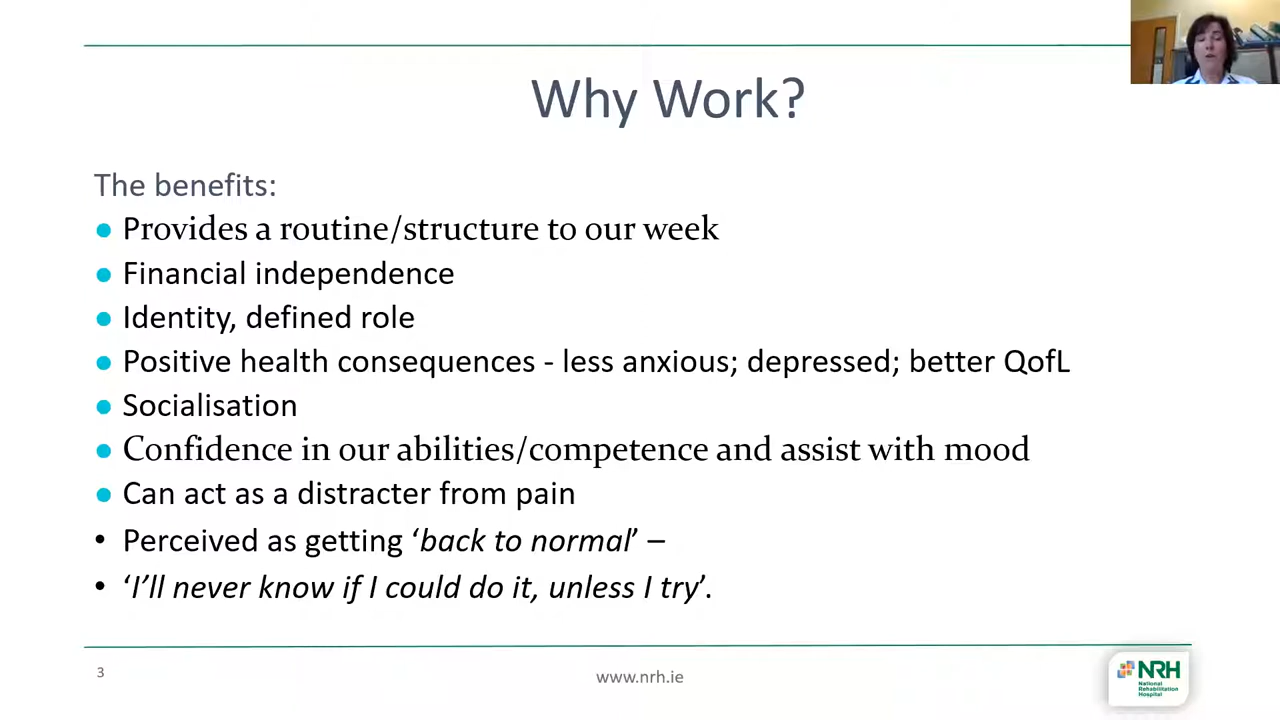 Why Work?
The benefits:
● Provides a routine/structure to our week
● Financial independence
● Identity, defined role
● Positive health consequences - less anxious; depressed; better QofL
● Socialisation
● Confidence in our abilities/competence and assist with mood
● Can act as a distracter from pain
• Perceived as getting ‘back to normal’ –
• ‘I’ll never know if I could do it, unless I try’.
3
www.nrh.ie
NRH
National
Rehabilitation
Hospital